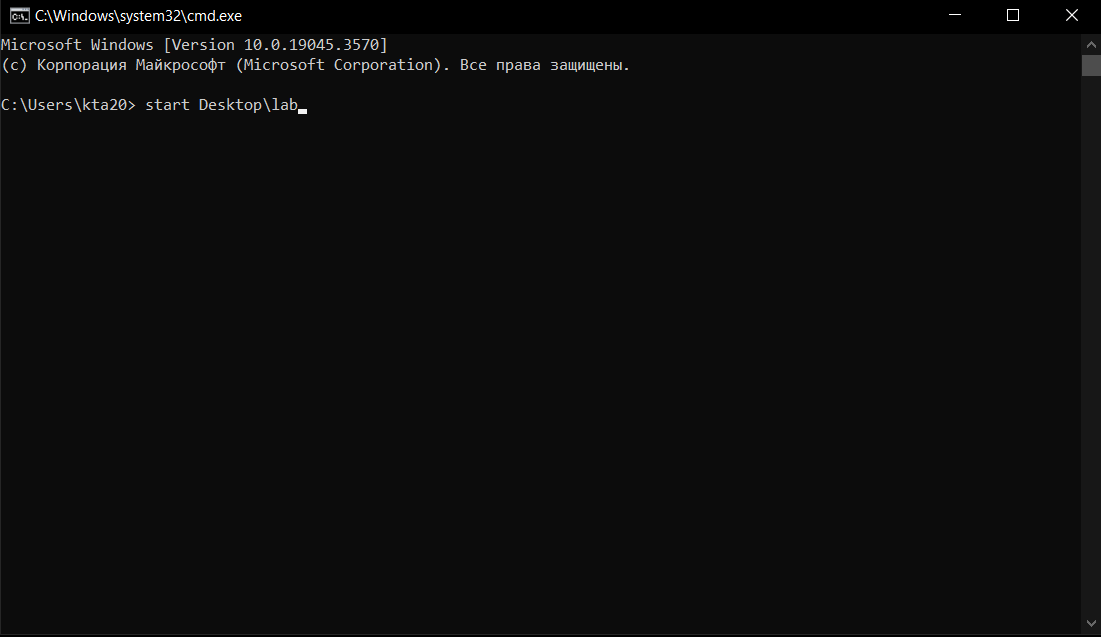 C:\Windows\system32\cmd.exe
Microsoft Windows [Version 10.0.19045.3570]
(c) Корпорация Майкрософт (Microsoft Corporation). Все права защищены.
C:\Users\kta20> start Desktop\lab